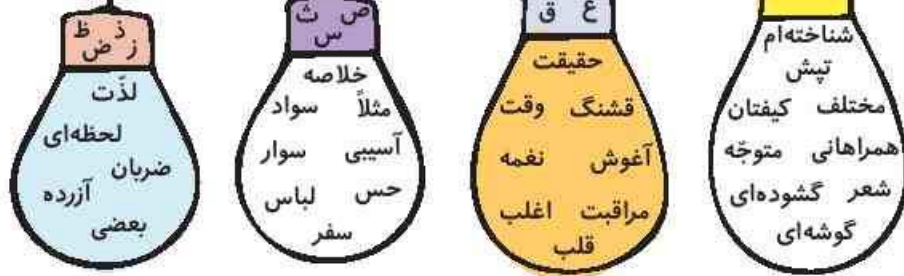 شناخته‌ام
تپش
مختلف کیفتان
همراهانی متوجّه
شعر گشوده‌ای
گوشه‌ای
غ ق
حقیقت
قشنگ وقت
آغوش نغمه
مراقبت اغلب
قلب
ص ث
س
خلاصه
مثلاً سواد
آسیبی سوار
حس لباس
سفر
ذ ظ
ز ض
لذّت
لحظه‌ای
ضربان
آزرده
بعضی